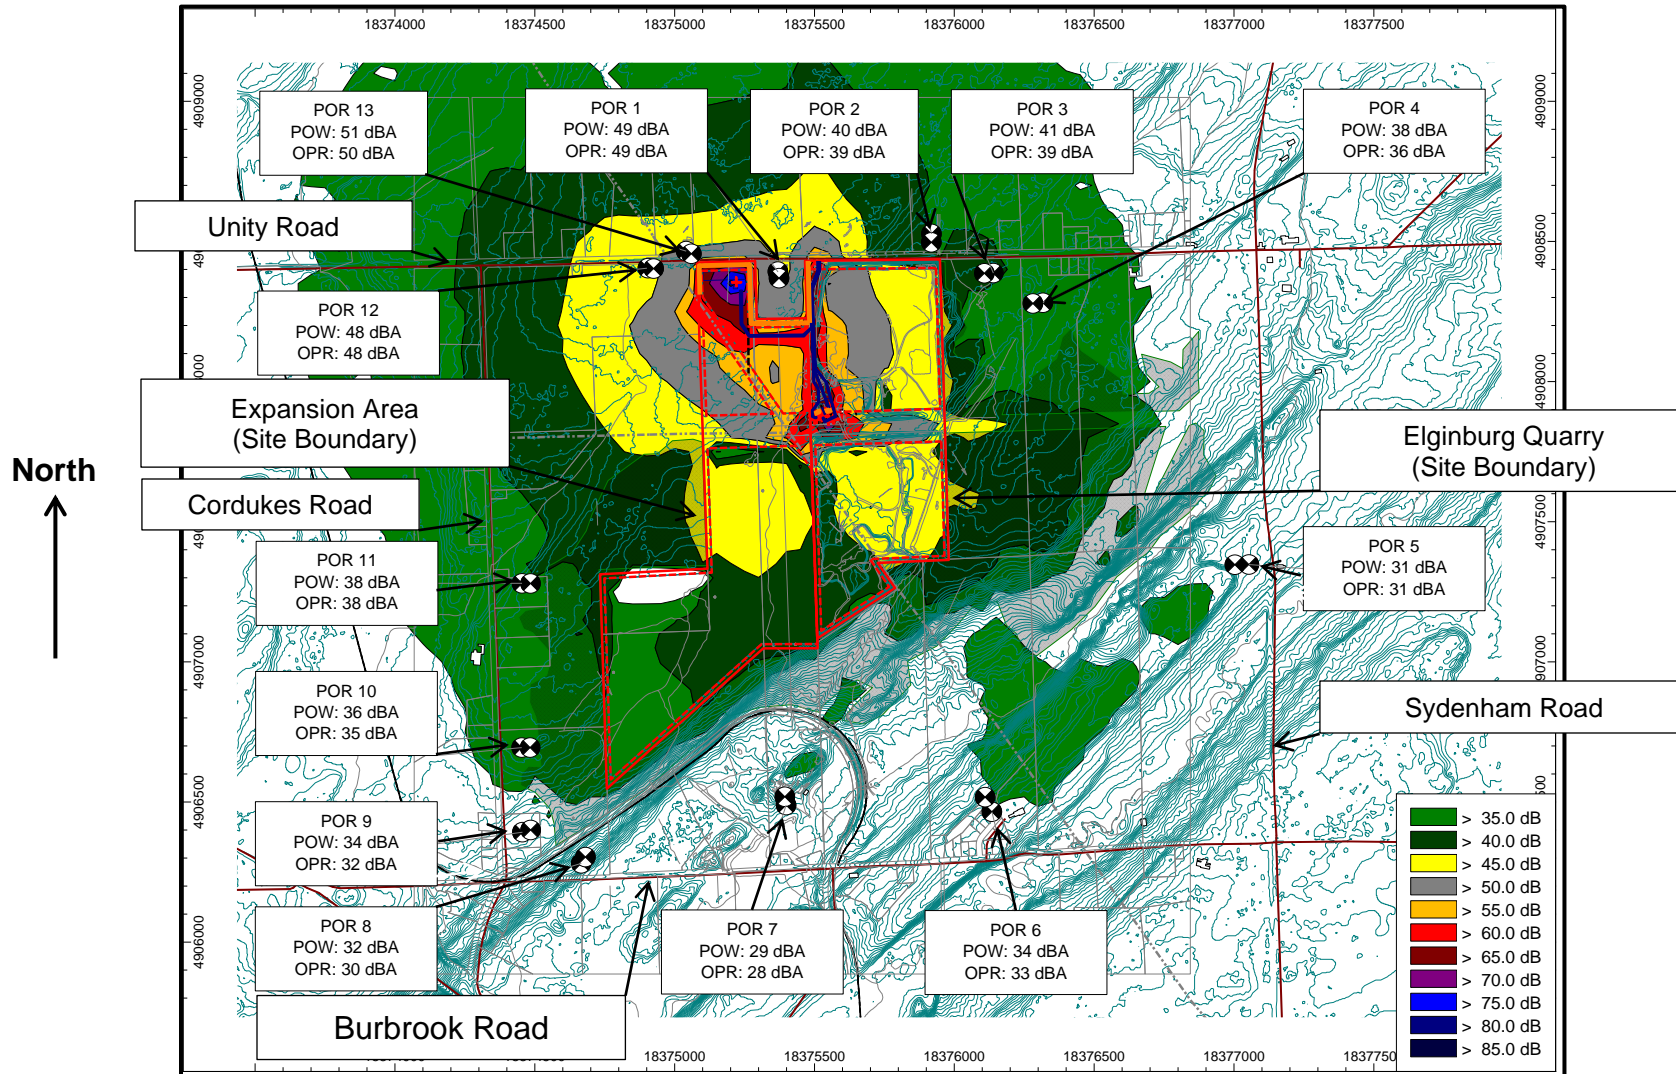 18374000 18374500 18375000 18375500 18376000 18376500 18377000 18377500
4909000
4909000
POR 13
POW: 51 dBA
OPR: 50 dBA
POR 1
POW: 49 dBA
OPR: 49 dBA
POR 2
POW: 40 dBA
OPR: 39 dBA
POR 3
POW: 41 dBA
OPR: 39 dBA
POR 4
POW: 38 dBA
OPR: 36 dBA
Unity Road
4908500
POR 12
POW: 48 dBA
OPR: 48 dBA
4908000
Expansion Area
(Site Boundary)
Elginburg Quarry
(Site Boundary)
North
Cordukes Road
4907500
POR 11
POW: 38 dBA
OPR: 38 dBA
POR 5
POW: 31 dBA
OPR: 31 dBA
4907000
4907000
POR 10
POW: 36 dBA
OPR: 35 dBA
Sydenham Road
4906500
POR 9
POW: 34 dBA
OPR: 32 dBA
POR 8
POW: 32 dBA
OPR: 30 dBA
4906000
POR 7
POW: 29 dBA
OPR: 28 dBA
POR 6
POW: 34 dBA
OPR: 33 dBA
Burbrook Road
> 35.0 dB
> 40.0 dB
> 45.0 dB
> 50.0 dB
> 55.0 dB
> 60.0 dB
> 65.0 dB
> 70.0 dB
> 75.0 dB
> 80.0 dB
> 85.0 dB
18375000 18375500 18376000 18376500 18377000